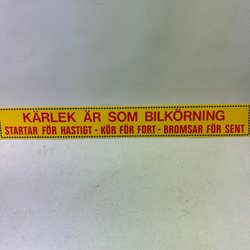 KÄRLEK ÄR SOM BILKÖRNING
STARTAR FÖR HASTIGT - KÖR FÖR FORT - BROMSAR FÖR SENT